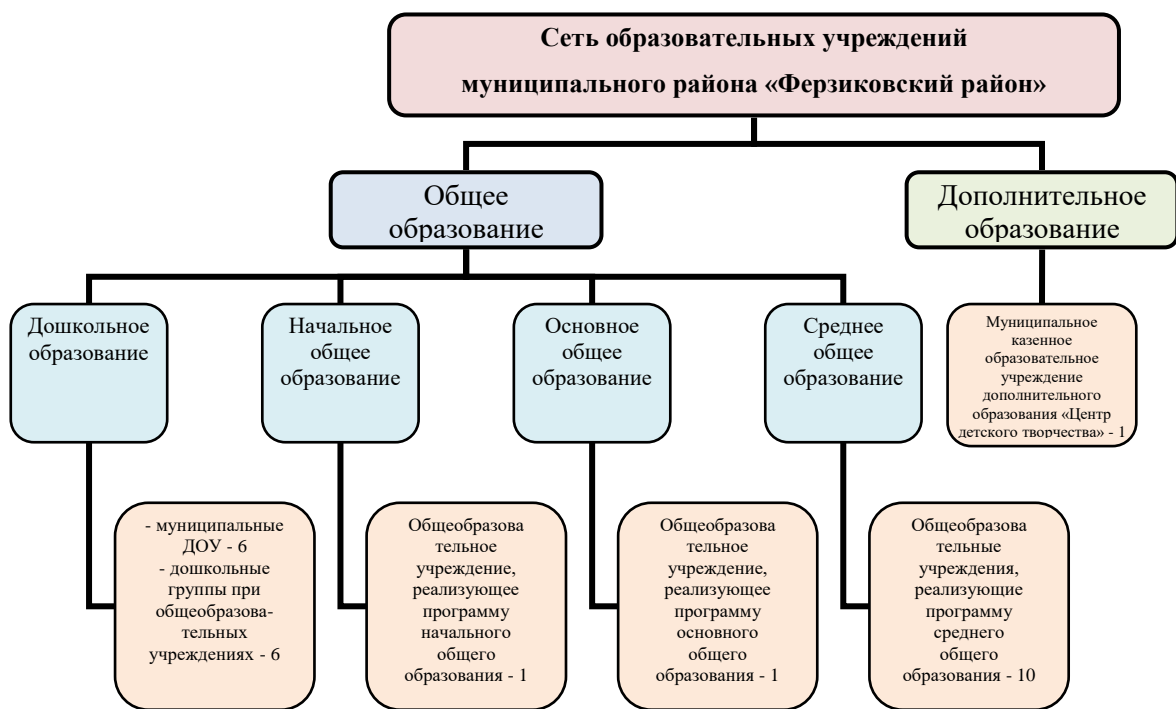 Сеть образовательных учреждений
муниципального района «Ферзиковский район»
Общее
образование
Дополнительное
образование
Дошкольное
образование
Начальное
общее
образование
Основное
общее
образование
Среднее
общее
образование
Муниципальное
казенное
образовательное
учреждение
дополнительного
образования «Центр
детского творчества» - 1
- муниципальные
ДОУ - 6
- дошкольные
группы при
общеобразова-
тельных
учреждениях - 6
Общеобразова
тельное
учреждение,
реализующее
программу
начального
общего
образования - 1
Общеобразова
тельное
учреждение,
реализующее
программу
основного
общего
образования - 1
Общеобразова
тельные
учреждения,
реализующие
программу
среднего
общего
образования - 10